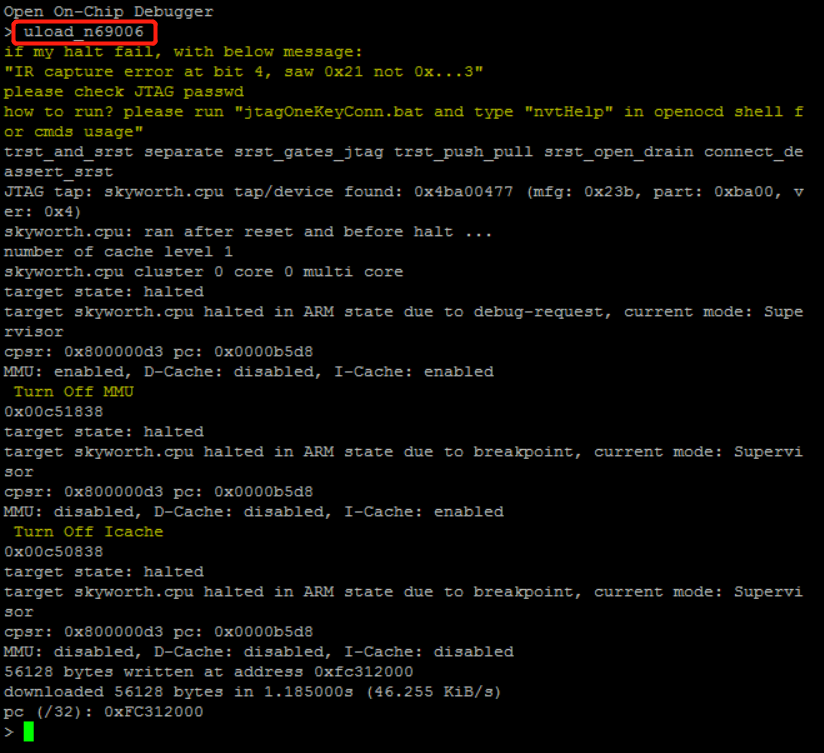 Open On-Chip Debugger
> uload_n69006
if my halt fail, with below message:
"IR capture error at bit 4, saw 0x21 not 0x...3"
please check JTAG passwd
how to run? please run "jtagOneKeyConn.bat and type "nvtHelp" in openocd shell f
or cmds usage"
trst_and_srst separate srst_gates_jtag trst_push_pull srst_open_drain connect_de
assert_srst
JTAG tap: skyworth.cpu tap/device found: 0x4ba00477 (mfg: 0x23b, part: 0xba00, v
er: 0x4)
skyworth.cpu: ran after reset and before halt ...
number of cache level 1
skyworth.cpu cluster 0 core 0 multi core
target state: halted
target skyworth.cpu halted in ARM state due to debug-request, current mode: Supe
rvisor
cpsr: 0x800000d3 pc: 0x0000b5d8
MMU: enabled, D-Cache: disabled, I-Cache: enabled
 Turn Off MMU
0x00c51838
target state: halted
target skyworth.cpu halted in ARM state due to breakpoint, current mode: Supervi
sor
cpsr: 0x800000d3 pc: 0x0000b5d8
MMU: disabled, D-Cache: disabled, I-Cache: enabled
 Turn Off Icache
0x00c50838
target state: halted
target skyworth.cpu halted in ARM state due to breakpoint, current mode: Supervi
sor
cpsr: 0x800000d3 pc: 0x0000b5d8
MMU: disabled, D-Cache: disabled, I-Cache: disabled
56128 bytes written at address 0xfc312000
downloaded 56128 bytes in 1.185000s (46.255 KiB/s)
pc (/32): 0xFC312000
>